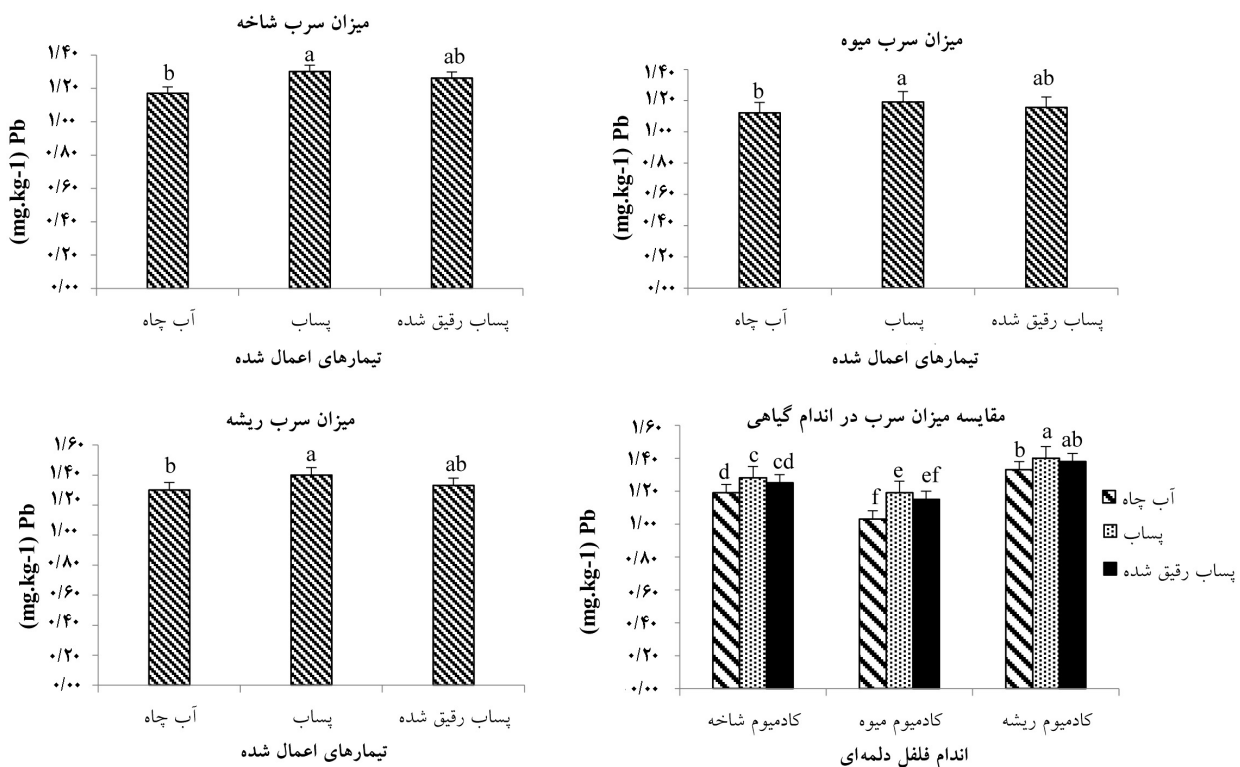 میزان سرب شاخه
۱/۴۰
۱/۲۰
۱/۰۰
۰/۸۰
۰/۶۰
۰/۴۰
۰/۲۰
۰/۰۰
(mg.kg-1) Pb
b
a
ab
آب چاه
پساب
پساب رقیق شده
تیمارهای اعمال شده
میزان سرب میوه
۱/۴۰
۱/۲۰
۱/۰۰
۰/۸۰
۰/۶۰
۰/۴۰
۰/۲۰
۰/۰۰
(mg.kg-1) Pb
b
a
ab
آب چاه
پساب
پساب رقیق شده
تیمارهای اعمال شده
میزان سرب ریشه
۱/۶۰
۱/۴۰
۱/۲۰
۱/۰۰
۰/۸۰
۰/۶۰
۰/۴۰
۰/۲۰
۰/۰۰
(mg.kg-1) Pb
b
a
ab
آب چاه
پساب
پساب رقیق شده
تیمارهای اعمال شده
مقایسه میزان سرب در اندام گیاهی
۱/۶۰
۱/۴۰
۱/۲۰
۱/۰۰
۰/۸۰
۰/۶۰
۰/۴۰
۰/۲۰
۰/۰۰
(mg.kg-1) Pb
d
c
cd
f
e
ef
b
a
ab
کادمیوم شاخه
کادمیوم میوه
کادمیوم ریشه
اندام فلفل دلمه‌ای
آب چاه
پساب
پساب رقیق شده